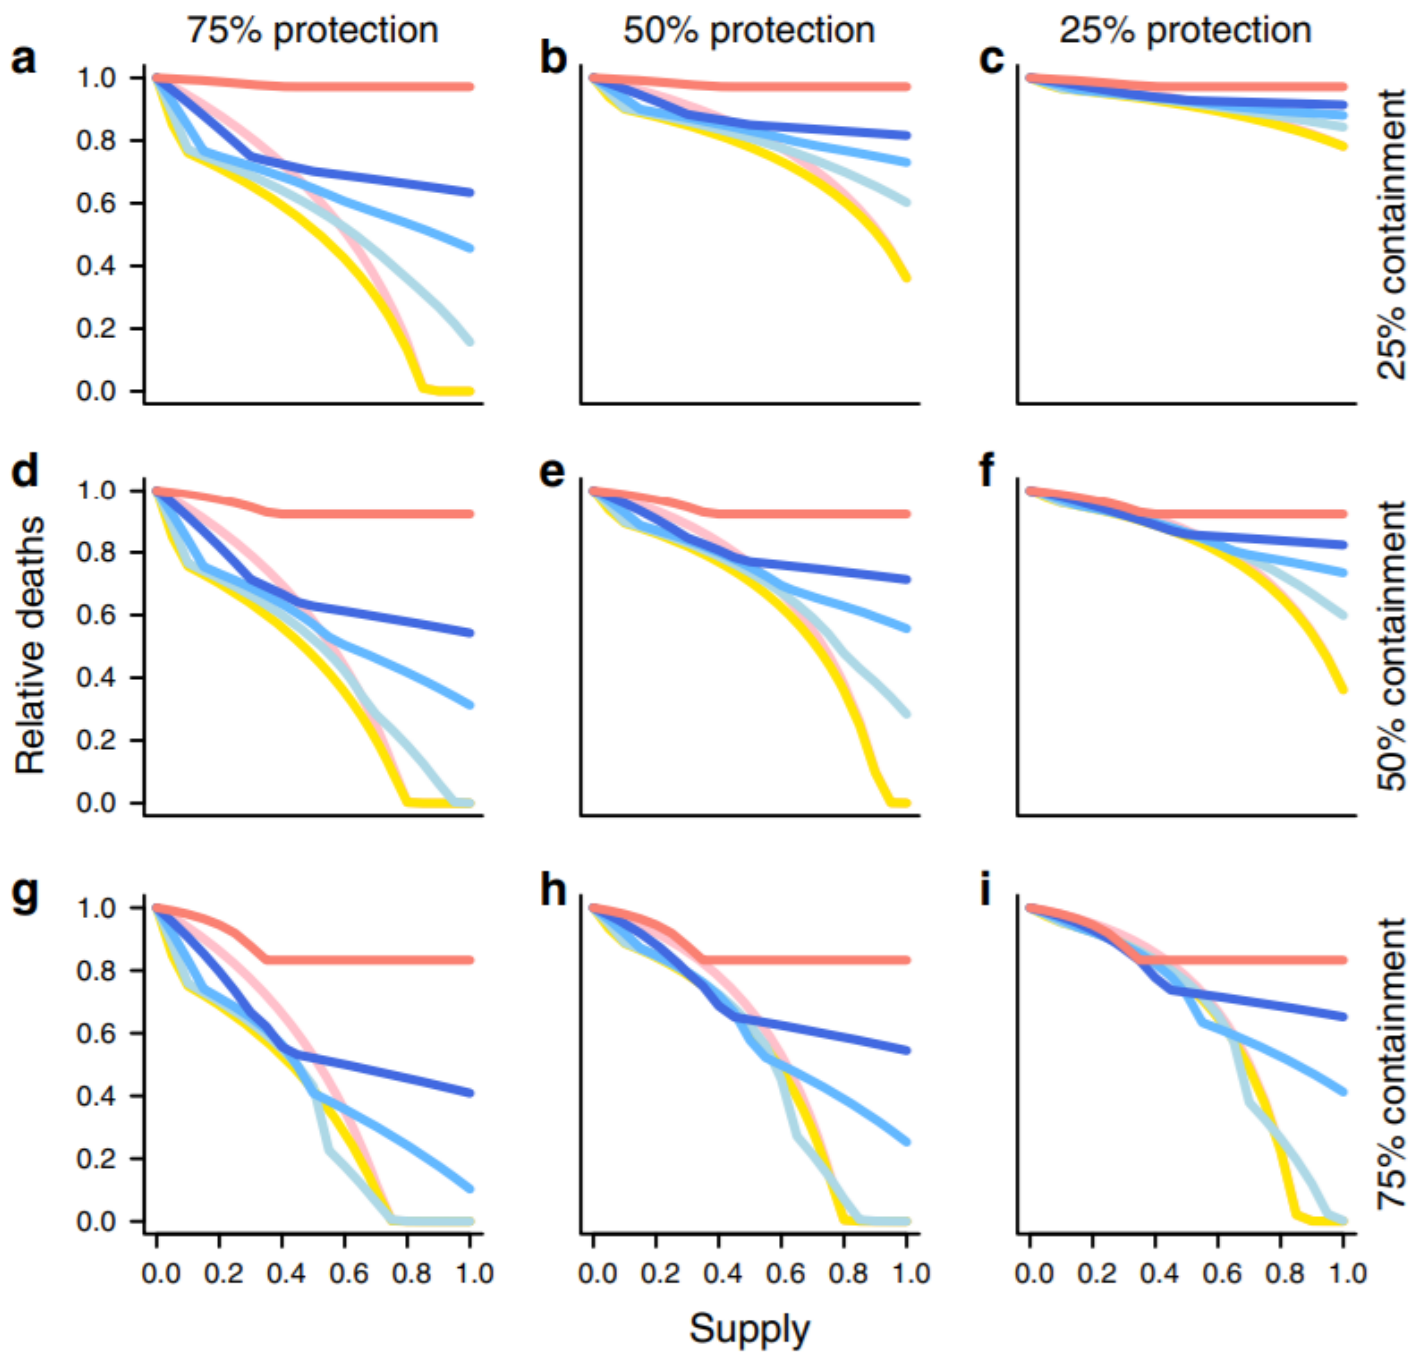 75% protection
50% protection
25% protection
a
b
c
1.0
0.8
0.6
0.4
0.2
0.0
25% containment
d
e
f
1.0
0.8
0.6
0.4
0.2
0.0
Relative deaths
50% containment
g
h
i
1.0
0.8
0.6
0.4
0.2
0.0
75% containment
0.0 0.2 0.4 0.6 0.8 1.0
0.0 0.2 0.4 0.6 0.8 1.0
0.0 0.2 0.4 0.6 0.8 1.0
Supply